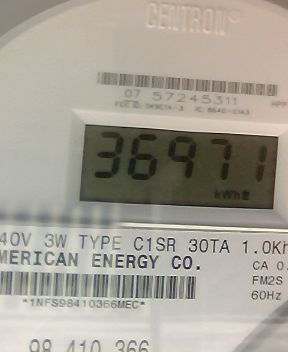 CENTRON®
07 57245311
36971
kWh
40V 3W TYPE C1SR 30TA 1.0Kh
MERICAN ENERGY CO.
CA 0.
FM2S
60Hz
*1NFS98410366MEC*
98 410 366